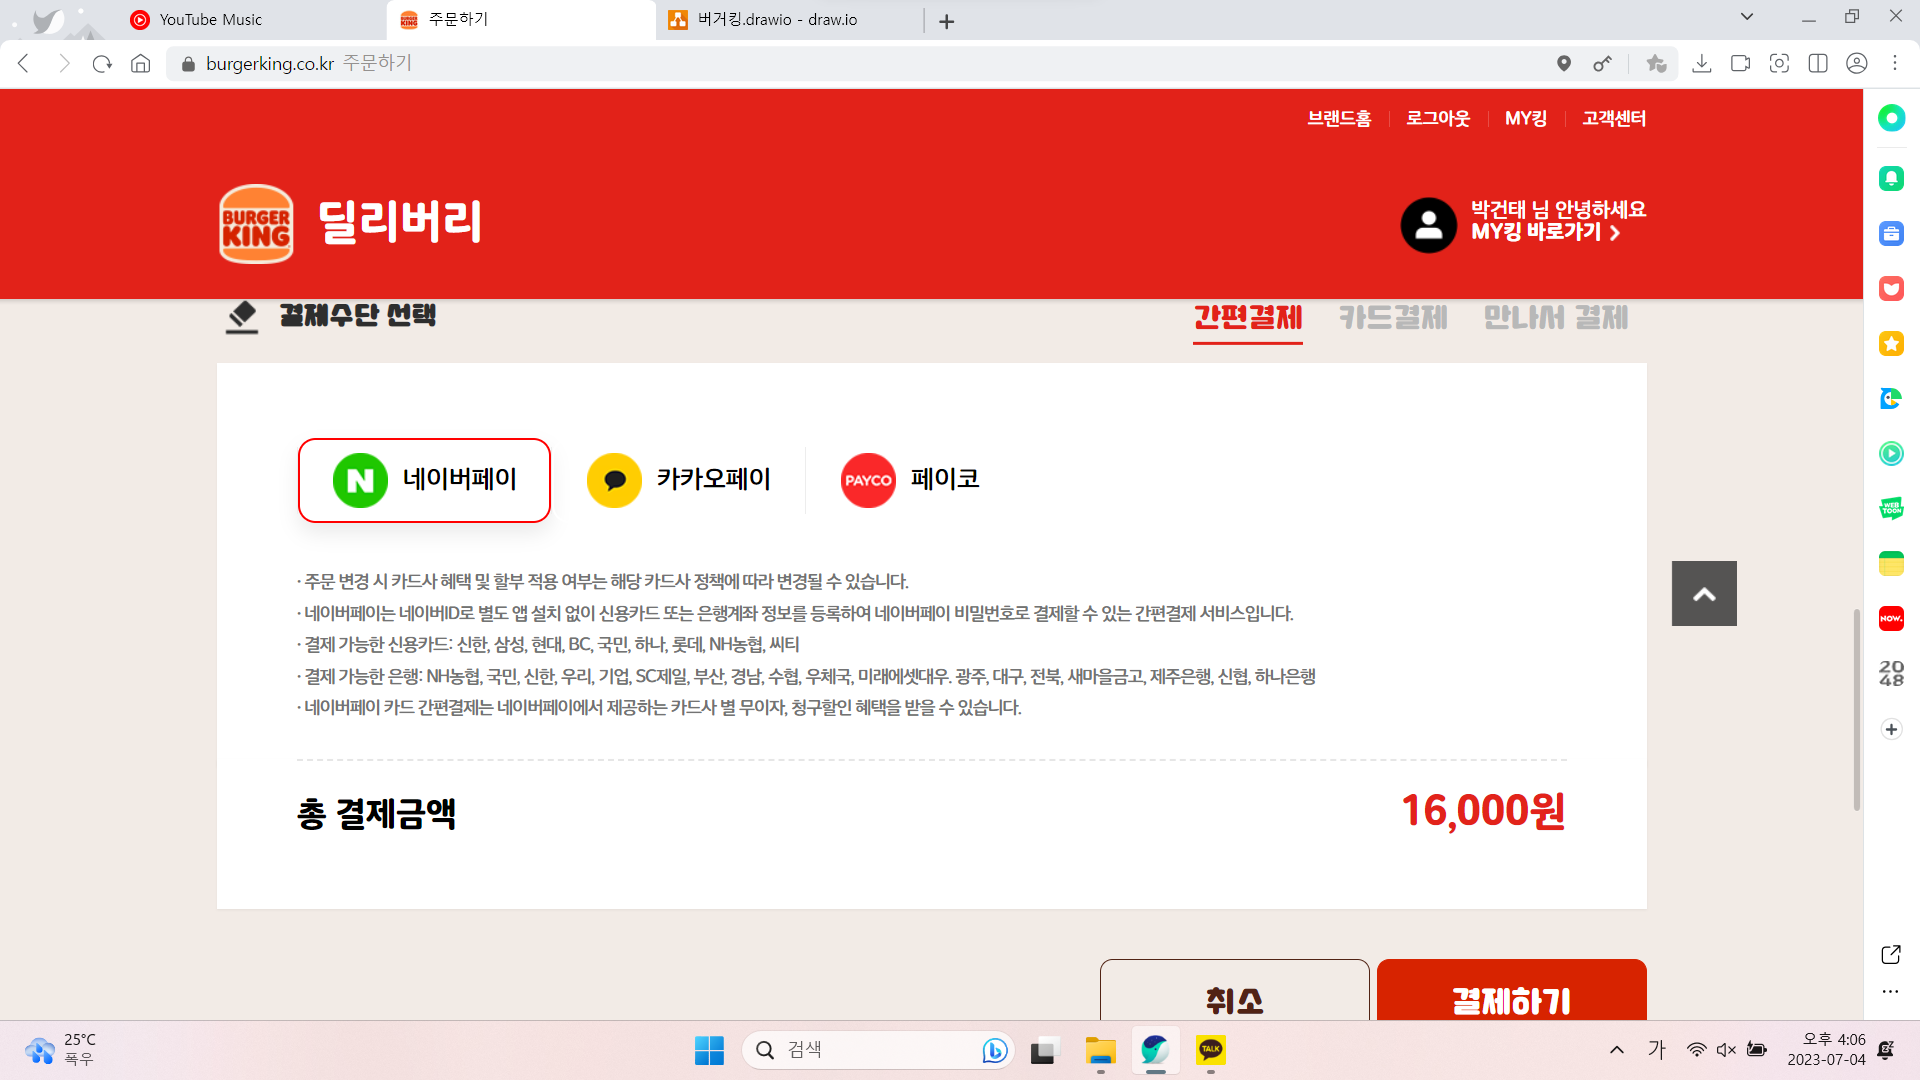 YouTube Music
주문하기
버거킹.drawio - draw.io
burgerking.co.kr 주문하기
브랜드홈
로그아웃
MY킹
고객센터
BURGER KING
딜리버리
박건태 님 안녕하세요
MY킹 바로가기
결제수단 선택
간편결제
카드결제
만나서 결제
N 네이버페이
카카오페이
PAYCO 페이코
· 주문 변경 시 카드사 혜택 및 할부 적용 여부는 해당 카드사 정책에 따라 변경될 수 있습니다.
· 네이버페이는 네이버ID로 별도 앱 설치 없이 신용카드 또는 은행계좌 정보를 등록하여 네이버페이 비밀번호로 결제할 수 있는 간편결제 서비스입니다.
· 결제 가능한 신용카드: 신한, 삼성, 현대, BC, 국민, 하나, 롯데, NH농협, 씨티
· 결제 가능한 은행: NH농협, 국민, 신한, 우리, 기업, SC제일, 부산, 경남, 수협, 우체국, 미래에셋대우. 광주, 대구, 전북, 새마을금고, 제주은행, 신협, 하나은행
· 네이버페이 카드 간편결제는 네이버페이에서 제공하는 카드사 별 무이자, 청구할인 혜택을 받을 수 있습니다.
총 결제금액
16,000원
취소
결제하기
WEB TOON
NOW.
20
48
25°C
폭우
검색
TALK
가
오후 4:06
2023-07-04